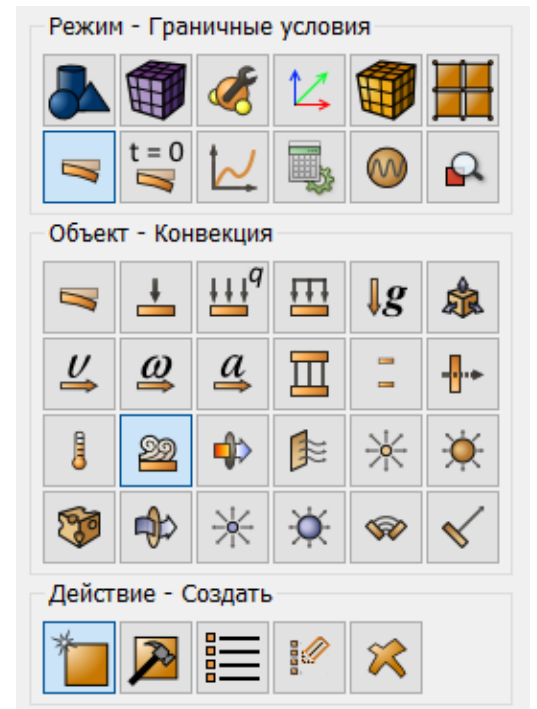 Режим - Граничные условия
t = 0
Объект - Конвекция
q
g
υ ω a
Действие - Создать